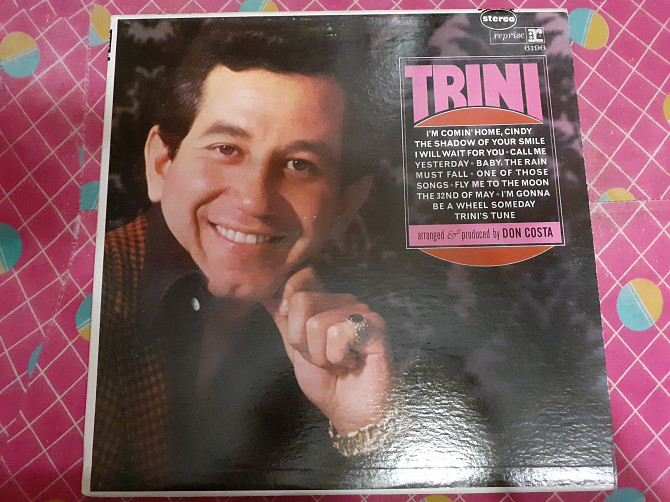 stereo
reprise r
6196
TRINI
I'M COMIN' HOME, CINDY
THE SHADOW OF YOUR SMILE
I WILL WAIT FOR YOU • CALL ME
YESTERDAY • BABY, THE RAIN
MUST FALL • ONE OF THOSE
SONGS • FLY ME TO THE MOON
THE 32ND OF MAY • I'M GONNA
BE A WHEEL SOMEDAY
TRINI'S TUNE
arranged & produced by DON COSTA